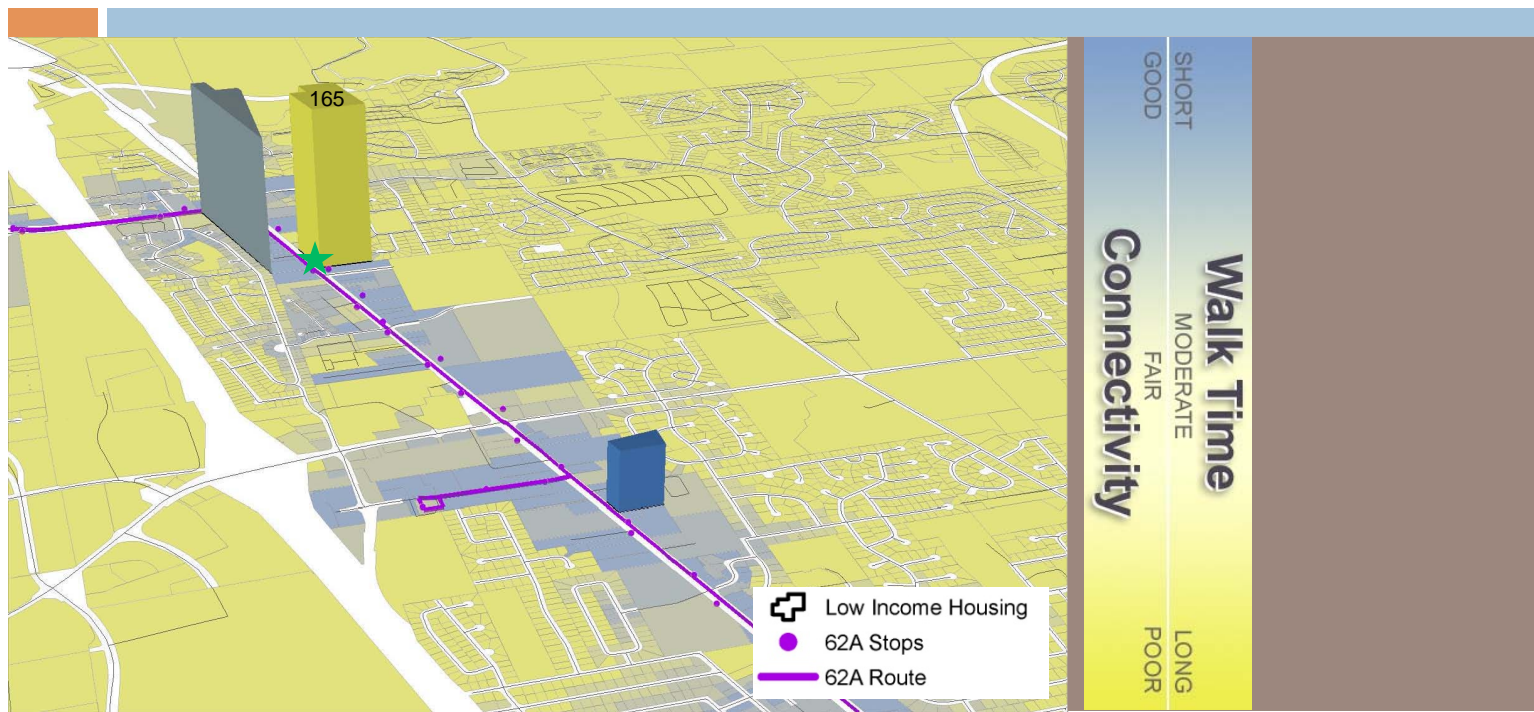 165
Low Income Housing
62A Stops
62A Route
SHORT
GOOD
Walk Time
Connectivity
MODERATE
FAIR
LONG
POOR